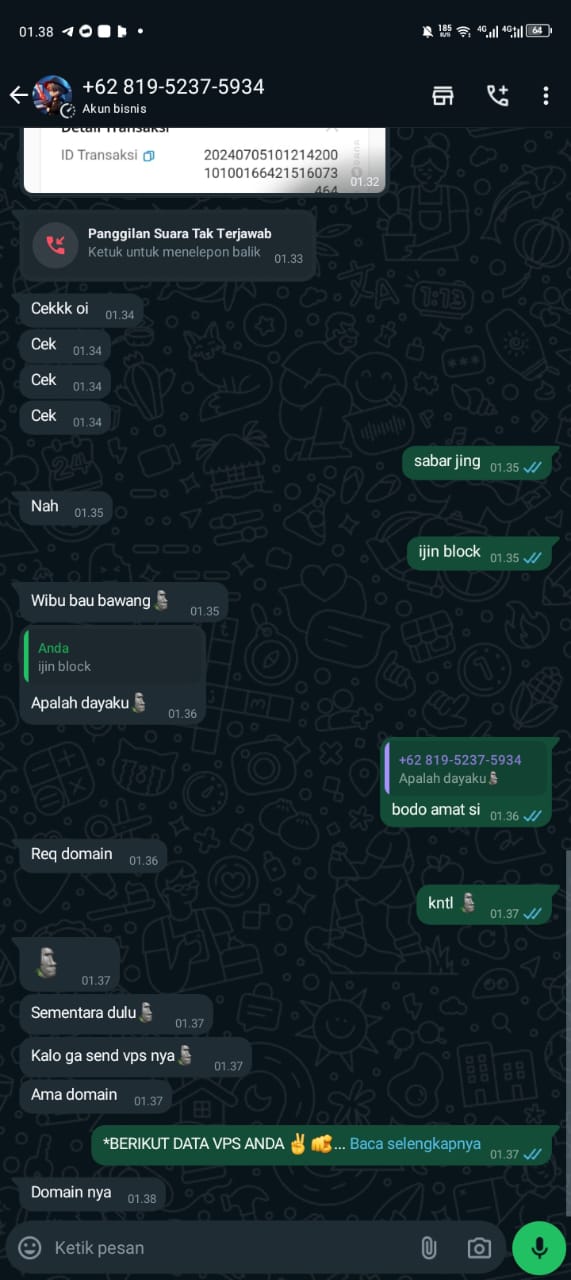 01.38
185
B/S
4G
4G
64
+62 819-5237-5934
Akun bisnis
Detail Transaksi
ID Transaksi
20240705101214200
10100166421516073
464
01.32
Panggilan Suara Tak Terjawab
Ketuk untuk menelepon balik 01.33
Cekkk oi 01.34
Cek 01.34
Cek 01.34
Cek 01.34
sabar jing 01.35
Nah 01.35
ijin block 01.35
Wibu bau bawang🗿 01.35
Anda
ijin block
Apalah dayaku🗿 01.36
+62 819-5237-5934
Apalah dayaku🗿
bodo amat si 01.36
Req domain 01.36
kntl 🗿 01.37
🗿 01.37
Sementara dulu🗿 01.37
Kalo ga send vps nya🗿 01.37
Ama domain 01.37
*BERIKUT DATA VPS ANDA ✌🫵... Baca selengkapnya 01.37
Domain nya 01.38
Ketik pesan